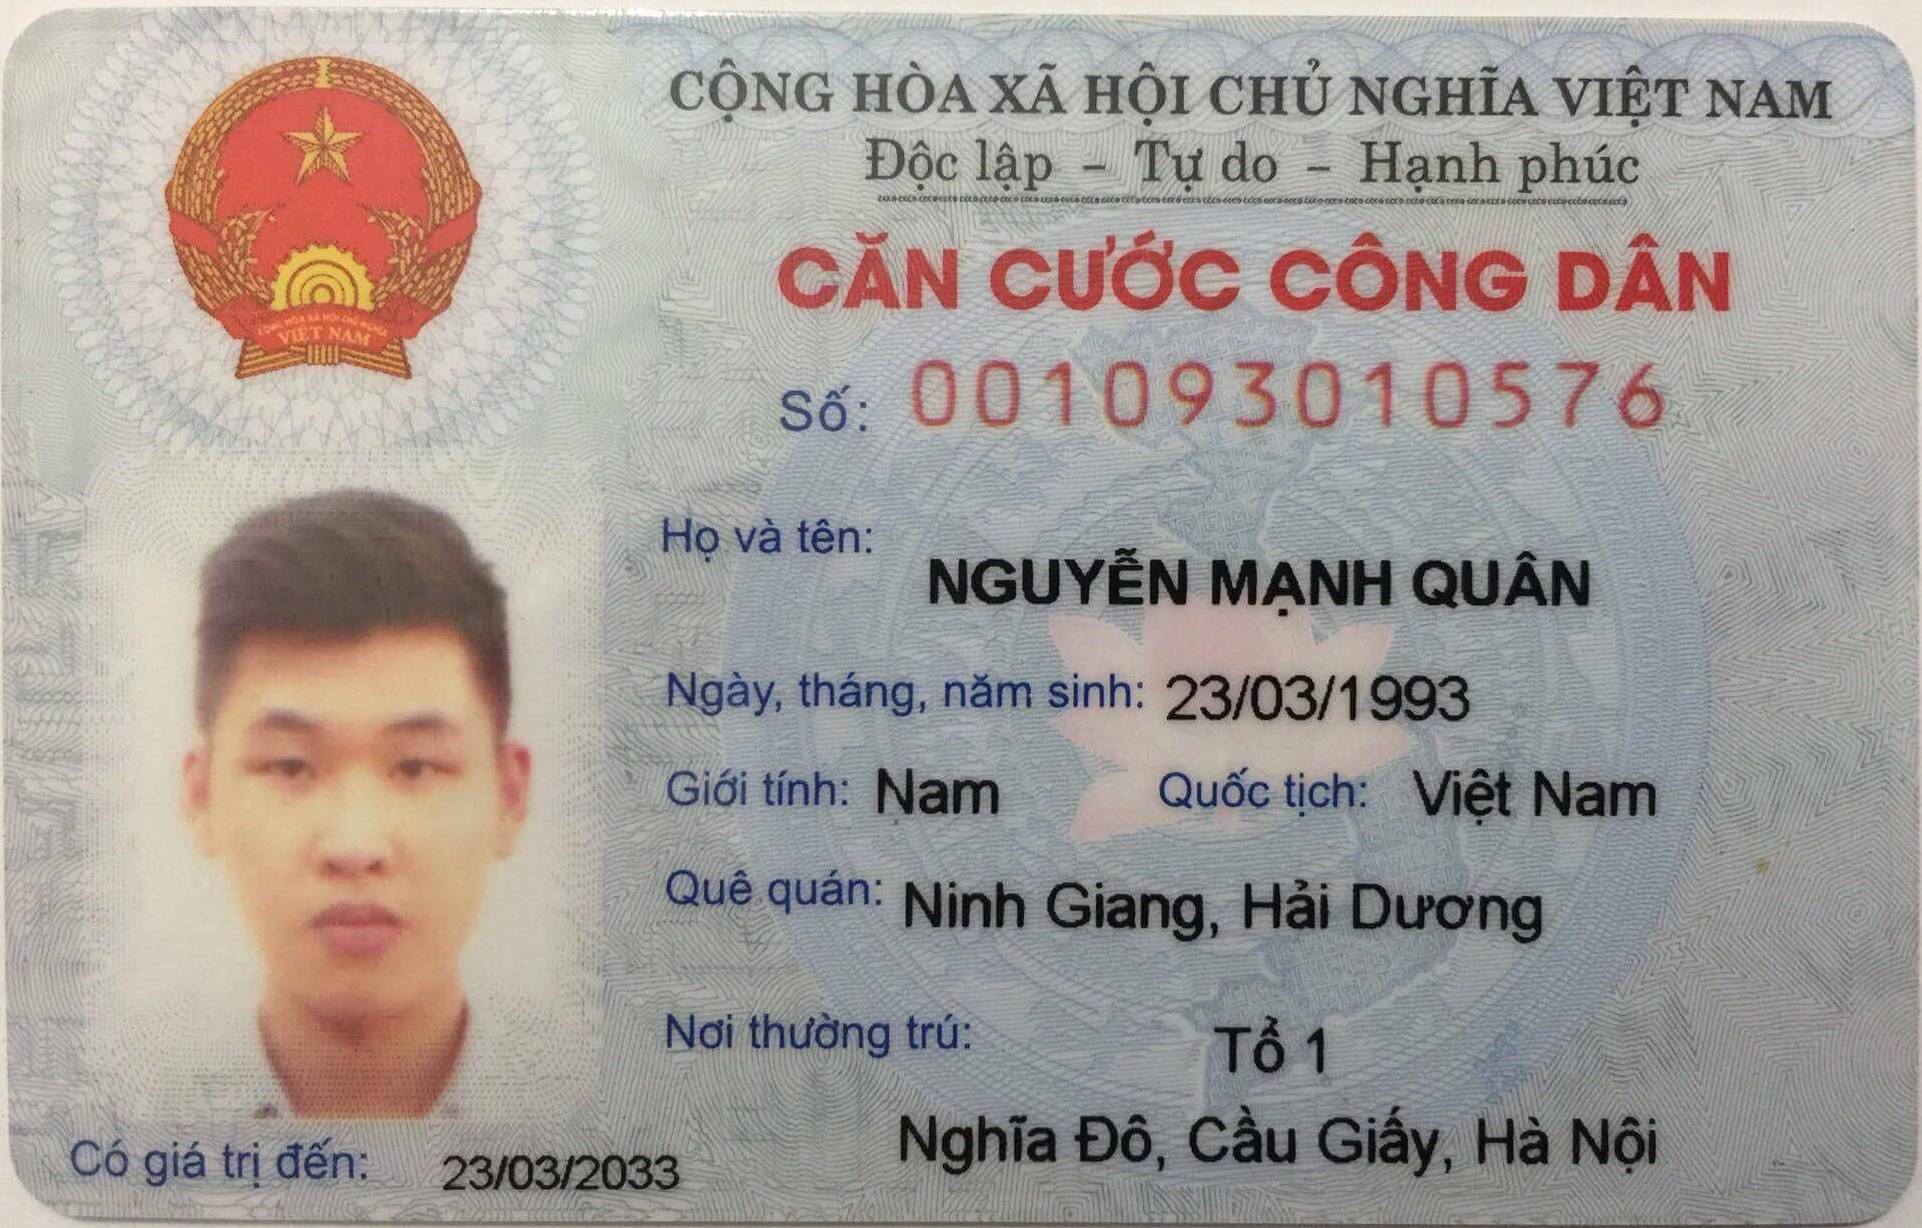 CỘNG HÒA XÃ HỘI CHỦ NGHĨA VIỆT NAM
Độc lập - Tự do - Hạnh phúc
CĂN CƯỚC CÔNG DÂN
Số: 001093010576
Họ và tên:
NGUYỄN MẠNH QUÂN
Ngày, tháng, năm sinh: 23/03/1993
Giới tính: Nam Quốc tịch: Việt Nam
Quê quán: Ninh Giang, Hải Dương
Nơi thường trú: Tổ 1
Nghĩa Đô, Cầu Giấy, Hà Nội
Có giá trị đến: 23/03/2033
CỘNG HÒA XÃ HỘI CHỦ NGHĨA
VIỆT NAM